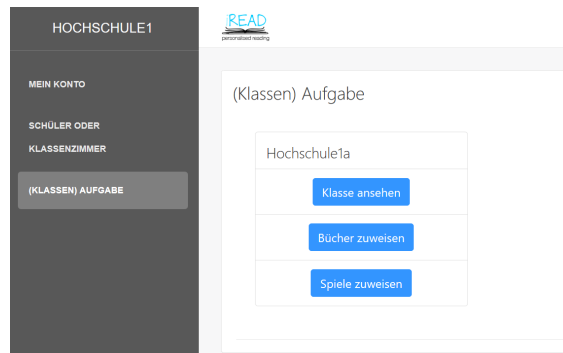 HOCHSCHULE1
MEIN KONTO
SCHÜLER ODER
KLASSENZIMMER
(KLASSEN) AUFGABE
iREAD
personalised reading
(Klassen) Aufgabe
Hochschule1a
Klasse ansehen
Bücher zuweisen
Spiele zuweisen